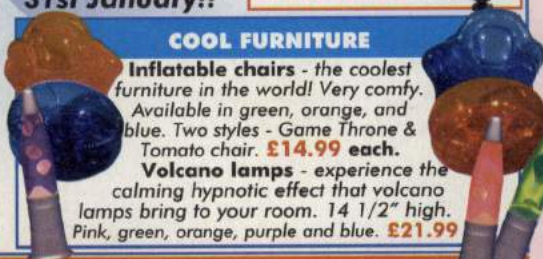 31st January!!
COOL FURNITURE
Inflatable chairs - the coolest
furniture in the world! Very comfy.
Available in green, orange, and
blue. Two styles - Game Throne &
Tomato chair. £14.99 each.
Volcano lamps - experience the
calming hypnotic effect that volcano
lamps bring to your room. 14 1/2" high.
Pink, green, orange, purple and blue. £21.99